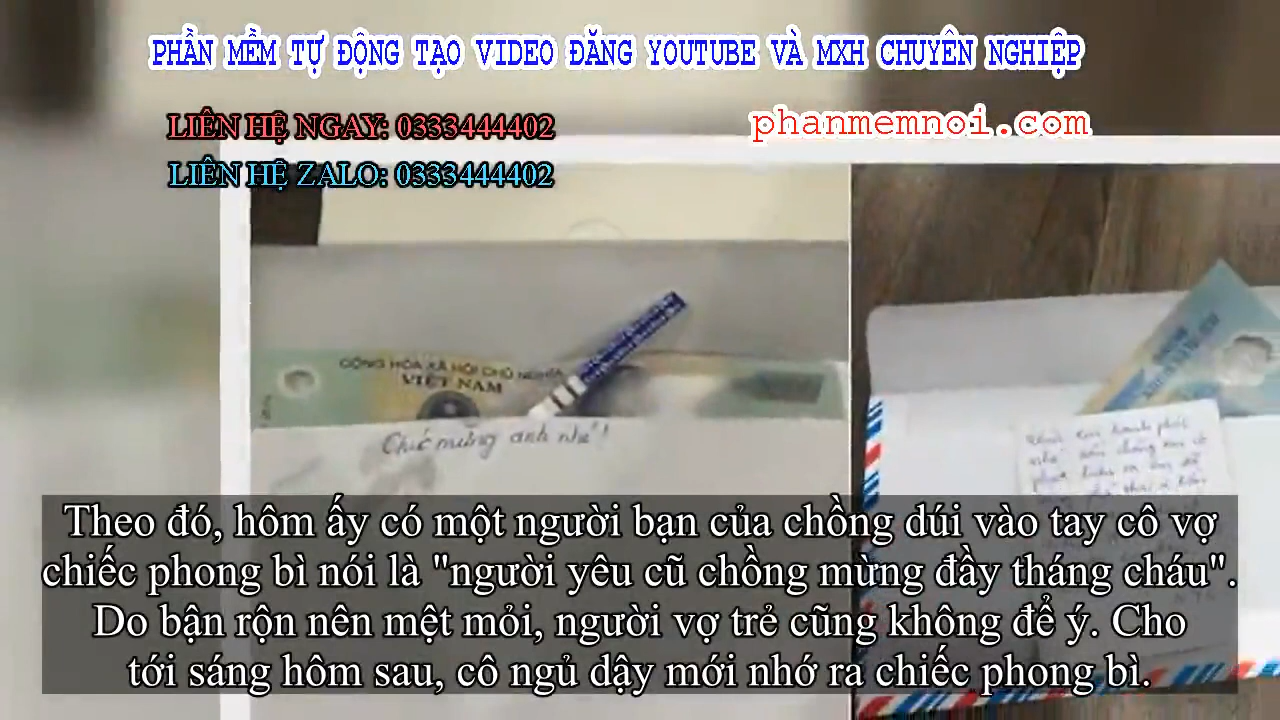 PHẦN MỀM TỰ ĐỘNG TẠO VIDEO ĐĂNG YOUTUBE VÀ MXH CHUYÊN NGHIỆP
LIÊN HỆ NGAY: 0333444402
phanmemnoi.com
LIÊN HỆ ZALO: 0333444402
CỘNG HÒA XÃ HỘI CHỦ NGHĨA
VIỆT NAM
Chúc mừng anh nhé!
Theo đó, hôm ấy có một người bạn của chồng dúi vào tay cô vợ
chiếc phong bì nói là "người yêu cũ chồng mừng đầy tháng cháu".
Do bận rộn nên mệt mỏi, người vợ trẻ cũng không để ý. Cho
tới sáng hôm sau, cô ngủ dậy mới nhớ ra chiếc phong bì.